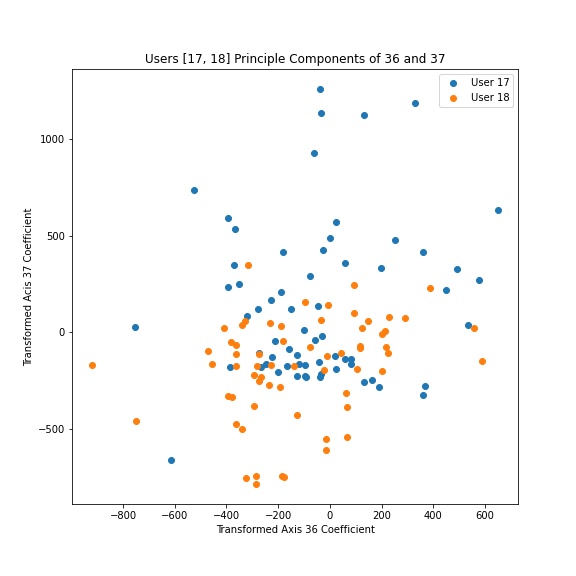 Users [17, 18] Principle Components of 36 and 37
User 17
User 18
1000
500
0
−500
Transformed Acis 37 Coefficient
−800 −600 −400 −200 0 200 400 600
Transformed Axis 36 Coefficient